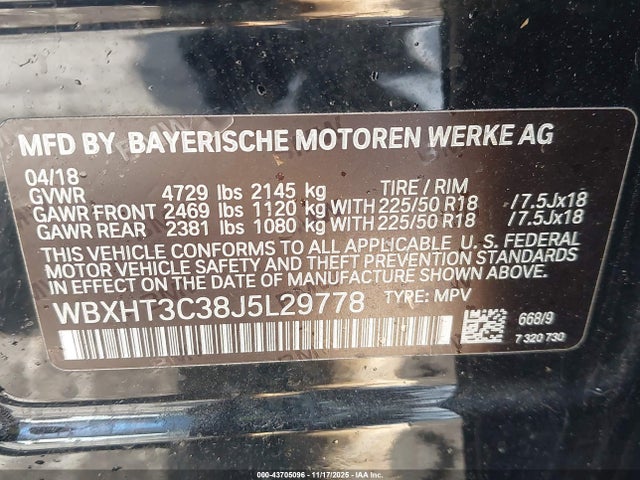 MFD BY BAYERISCHE MOTOREN WERKE AG
04/18 TIRE / RIM
GVWR 4729 lbs 2145 kg
GAWR FRONT 2469 lbs 1120 kg WITH 225/50 R18 /7.5Jx18
GAWR REAR 2381 lbs 1080 kg WITH 225/50 R18 /7.5Jx18
THIS VEHICLE CONFORMS TO ALL APPLICABLE U. S. FEDERAL
MOTOR VEHICLE SAFETY AND THEFT PREVENTION STANDARDS
IN EFFECT ON THE DATE OF MANUFACTURE SHOWN ABOVE.
WBXHT3C38J5L29778 TYPE: MPV
668/9
7 320 730
000-43705096 - 11/17/2025 - IAA Inc.